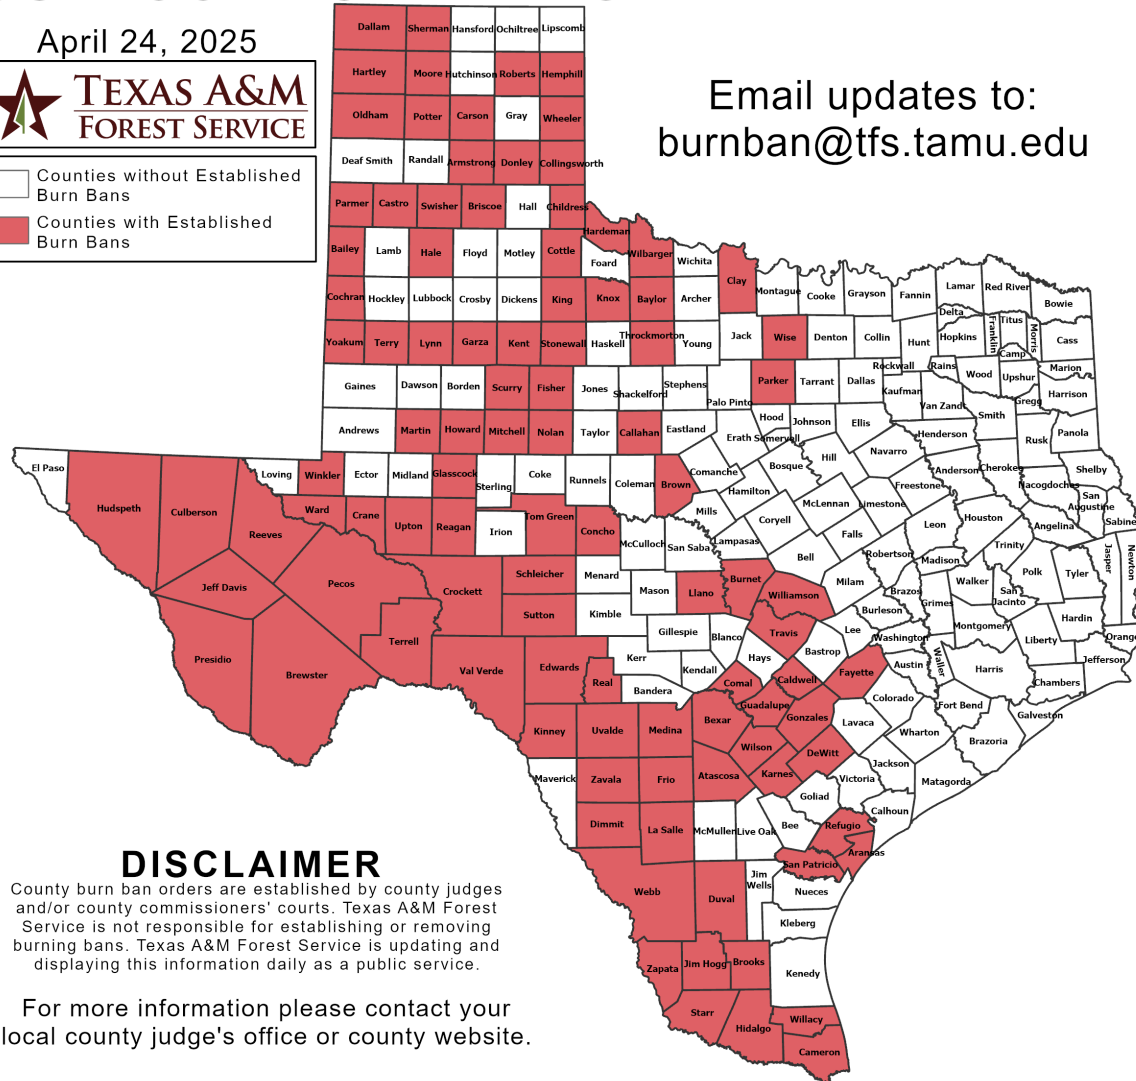 April 24, 2025
TEXAS A&M
FOREST SERVICE
Counties without Established
Burn Bans
Counties with Established
Burn Bans
Email updates to:
burnban@tfs.tamu.edu
Dallam Sherman Hansford Ochiltree Lipscomb
Hartley Moore Hutchinson Roberts Hemphill
Oldham Potter Carson Gray Wheeler
Deaf Smith Randall Armstrong Donley Collingsworth
Parmer Castro Swisher Briscoe Hall Childress
Hardeman
Bailey Lamb Hale Floyd Motley Cottle Foard Wilbarger Wichita Clay
Montague Cooke Grayson Fannin Lamar Red River Bowie
Cochran Hockley Lubbock Crosby Dickens King Knox Baylor Archer
Delta Franklin Titus Morris Cass
Yoakum Terry Lynn Garza Kent Stonewall Haskell Throckmorton Young Jack Wise Denton Collin Hunt Hopkins
Camp
Rockwall Rains Wood Upshur Marion
Gaines Dawson Borden Scurry Fisher Jones Shackelford Stephens Palo Pinto Parker Tarrant Dallas Kaufman Van Zandt Gregg Harrison
Smith
Andrews Martin Howard Mitchell Nolan Taylor Callahan Eastland Erath Hood Somervell Johnson Ellis Henderson Rusk Panola
El Paso Loving Winkler Ector Midland Glasscock Sterling Coke Runnels Coleman Brown Comanche Bosque Hill Navarro Anderson Cherokee Shelby
Hamilton Freestone Nacogdoches
San
Augustine
Hudspeth Culberson Reeves Ward Crane Upton Reagan Irion Tom Green Concho Mills McLennan Limestone
Coryell Falls Leon Houston Angelina Sabine
McCulloch San Saba Lampasas Bell Robertson Madison Trinity Jasper Newton
Jeff Davis Pecos Crockett Schleicher Menard Mason Llano Burnet Williamson Milam Brazos Walker Polk Tyler
Grimes
San
Jacinto
Sutton Kimble Burleson Montgomery Hardin
Terrell Gillespie Blanco Travis Lee Washington Liberty Orange
Presidio Brewster Val Verde Edwards Real Kerr Kendall Hays Bastrop Austin Waller Harris Jefferson
Bandera Comal Caldwell Fayette Chambers
Colorado Fort Bend Galveston
Kinney Uvalde Medina Bexar Guadalupe Gonzales Lavaca Wharton Brazoria
Wilson DeWitt Jackson
Maverick Zavala Frio Atascosa Karnes Victoria Matagorda
Goliad
Calhoun
Dimmit La Salle McMullen Live Oak Bee Refugio
Aransas
San Patricio
Webb Duval
Jim
Wells
Nueces
Kleberg
Zapata Jim Hogg Brooks Kenedy
Starr Hidalgo Willacy
Cameron
DISCLAIMER
County burn ban orders are established by county judges
and/or county commissioners' courts. Texas A&M Forest
Service is not responsible for establishing or removing
burning bans. Texas A&M Forest Service is updating and
displaying this information daily as a public service.
For more information please contact your
local county judge's office or county website.